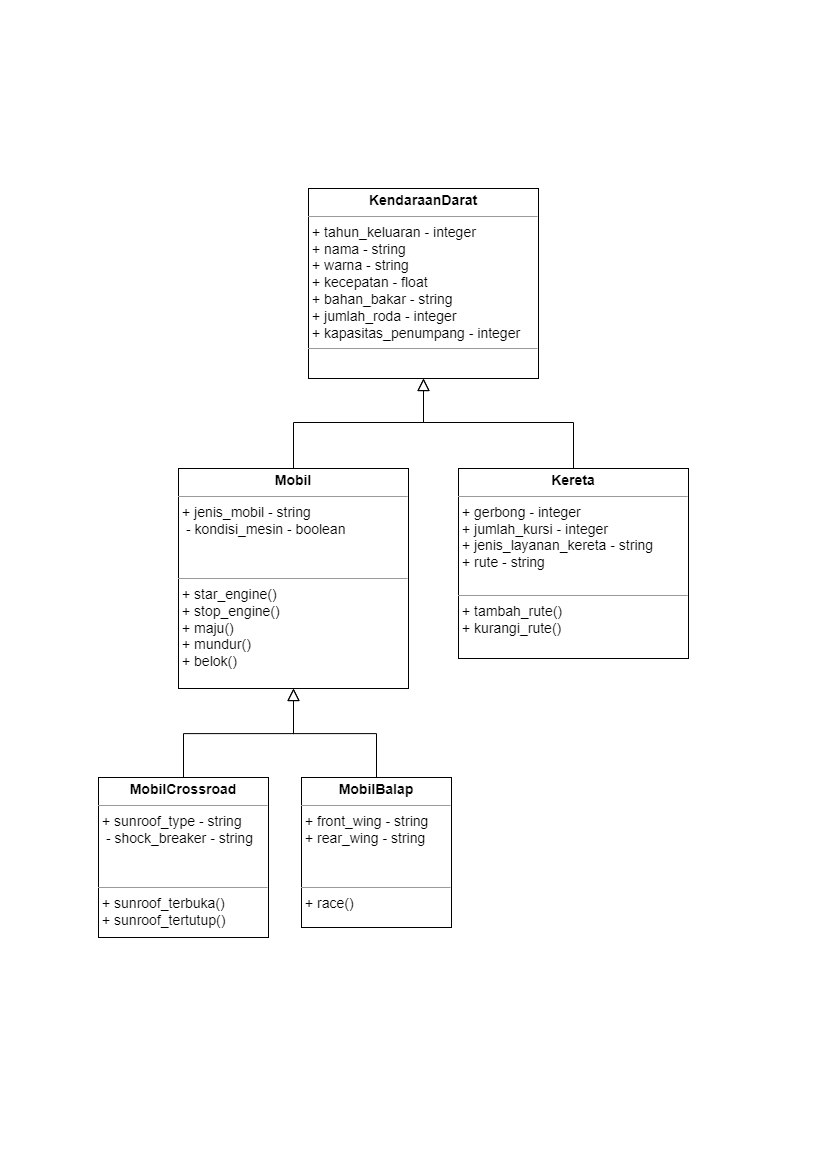 KendaraanDarat
+ tahun_keluaran - integer
+ nama - string
+ warna - string
+ kecepatan - float
+ bahan_bakar - string
+ jumlah_roda - integer
+ kapasitas_penumpang - integer
Mobil
+ jenis_mobil - string
- kondisi_mesin - boolean
+ star_engine()
+ stop_engine()
+ maju()
+ mundur()
+ belok()
Kereta
+ gerbong - integer
+ jumlah_kursi - integer
+ jenis_layanan_kereta - string
+ rute - string
+ tambah_rute()
+ kurangi_rute()
MobilCrossroad
+ sunroof_type - string
- shock_breaker - string
+ sunroof_terbuka()
+ sunroof_tertutup()
MobilBalap
+ front_wing - string
+ rear_wing - string
+ race()